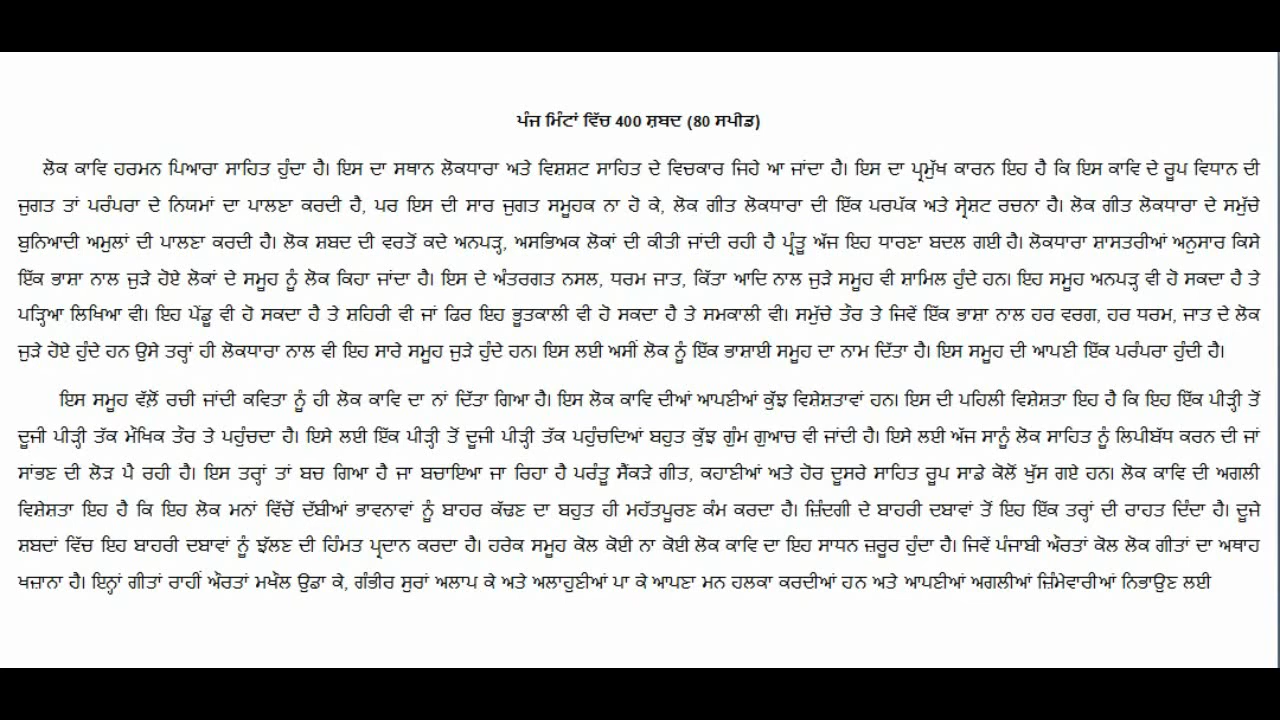 ਪੰਜ ਮਿੰਟਾਂ ਵਿੱਚ 400 ਸ਼ਬਦ (80 ਸਪੀਡ)
ਲੋਕ ਕਾਵਿ ਹਰਮਨ ਪਿਆਰਾ ਸਾਹਿਤ ਹੁੰਦਾ ਹੈ। ਇਸ ਦਾ ਸਥਾਨ ਲੋਕਧਾਰਾ ਅਤੇ ਵਿਸ਼ਸ਼ਟ ਸਾਹਿਤ ਦੇ ਵਿਚਕਾਰ ਜਿਹੇ ਆ ਜਾਂਦਾ ਹੈ। ਇਸ ਦਾ ਪ੍ਰਮੁੱਖ ਕਾਰਨ ਇਹ ਹੈ ਕਿ ਇਸ ਕਾਵਿ ਦੇ ਰੂਪ ਵਿਧਾਨ ਦੀ
ਜੁਗਤ ਤਾਂ ਪਰੰਪਰਾ ਦੇ ਨਿਯਮਾਂ ਦਾ ਪਾਲਣਾ ਕਰਦੀ ਹੈ, ਪਰ ਇਸ ਦੀ ਸਾਰ ਜੁਗਤ ਸਮੂਹਕ ਨਾ ਹੋ ਕੇ, ਲੋਕ ਗੀਤ ਲੋਕਧਾਰਾ ਦੀ ਇੱਕ ਪਰਪੱਕ ਅਤੇ ਸ੍ਰੇਸ਼ਟ ਰਚਨਾ ਹੈ। ਲੋਕ ਗੀਤ ਲੋਕਧਾਰਾ ਦੇ ਸਮੁੱਚੇ
ਬੁਨਿਆਦੀ ਅਮੁਲਾਂ ਦੀ ਪਾਲਣਾ ਕਰਦੀ ਹੈ। ਲੋਕ ਸ਼ਬਦ ਦੀ ਵਰਤੋਂ ਕਦੇ ਅਨਪੜ੍ਹ, ਅਸਭਿਅਕ ਲੋਕਾਂ ਦੀ ਕੀਤੀ ਜਾਂਦੀ ਰਹੀ ਹੈ ਪ੍ਰੰਤੂ ਅੱਜ ਇਹ ਧਾਰਣਾ ਬਦਲ ਗਈ ਹੈ। ਲੋਕਧਾਰਾ ਸ਼ਾਸਤਰੀਆਂ ਅਨੁਸਾਰ ਕਿਸੇ
ਇੱਕ ਭਾਸ਼ਾ ਨਾਲ ਜੁੜੇ ਹੋਏ ਲੋਕਾਂ ਦੇ ਸਮੂਹ ਨੂੰ ਲੋਕ ਕਿਹਾ ਜਾਂਦਾ ਹੈ। ਇਸ ਦੇ ਅੰਤਰਗਤ ਨਸਲ, ਧਰਮ ਜਾਤ, ਕਿੱਤਾ ਆਦਿ ਨਾਲ ਜੁੜੇ ਸਮੂਹ ਵੀ ਸ਼ਾਮਿਲ ਹੁੰਦੇ ਹਨ। ਇਹ ਸਮੂਹ ਅਨਪੜ੍ਹ ਵੀ ਹੋ ਸਕਦਾ ਹੈ ਤੇ
ਪੜ੍ਹਿਆ ਲਿਖਿਆ ਵੀ। ਇਹ ਪੇਂਡੂ ਵੀ ਹੋ ਸਕਦਾ ਹੈ ਤੇ ਸ਼ਹਿਰੀ ਵੀ ਜਾਂ ਫਿਰ ਇਹ ਭੂਤਕਾਲੀ ਵੀ ਹੋ ਸਕਦਾ ਹੈ ਤੇ ਸਮਕਾਲੀ ਵੀ। ਸਮੁੱਚੇ ਤੌਰ ਤੇ ਜਿਵੇਂ ਇੱਕ ਭਾਸ਼ਾ ਨਾਲ ਹਰ ਵਰਗ, ਹਰ ਧਰਮ, ਜਾਤ ਦੇ ਲੋਕ
ਜੁੜੇ ਹੋਏ ਹੁੰਦੇ ਹਨ ਉਸੇ ਤਰ੍ਹਾਂ ਹੀ ਲੋਕਧਾਰਾ ਨਾਲ ਵੀ ਇਹ ਸਾਰੇ ਸਮੂਹ ਜੁੜੇ ਹੁੰਦੇ ਹਨ। ਇਸ ਲਈ ਅਸੀਂ ਲੋਕ ਨੂੰ ਇੱਕ ਭਾਸ਼ਾਈ ਸਮੂਹ ਦਾ ਨਾਮ ਦਿੱਤਾ ਹੈ। ਇਸ ਸਮੂਹ ਦੀ ਆਪਣੀ ਇੱਕ ਪਰੰਪਰਾ ਹੁੰਦੀ ਹੈ।
ਇਸ ਸਮੂਹ ਵੱਲੋਂ ਰਚੀ ਜਾਂਦੀ ਕਵਿਤਾ ਨੂੰ ਹੀ ਲੋਕ ਕਾਵਿ ਦਾ ਨਾਂ ਦਿੱਤਾ ਗਿਆ ਹੈ। ਇਸ ਲੋਕ ਕਾਵਿ ਦੀਆਂ ਆਪਣੀਆਂ ਕੁੱਝ ਵਿਸ਼ੇਸ਼ਤਾਵਾਂ ਹਨ। ਇਸ ਦੀ ਪਹਿਲੀ ਵਿਸ਼ੇਸ਼ਤਾ ਇਹ ਹੈ ਕਿ ਇਹ ਇੱਕ ਪੀੜ੍ਹੀ ਤੋਂ
ਦੂਜੀ ਪੀੜ੍ਹੀ ਤੱਕ ਮੌਖਿਕ ਤੌਰ ਤੇ ਪਹੁੰਚਦਾ ਹੈ। ਇਸੇ ਲਈ ਇੱਕ ਪੀੜ੍ਹੀ ਤੋਂ ਦੂਜੀ ਪੀੜ੍ਹੀ ਤੱਕ ਪਹੁੰਚਦਿਆਂ ਬਹੁਤ ਕੁੱਝ ਗੁੰਮ ਗੁਆਚ ਵੀ ਜਾਂਦੀ ਹੈ। ਇਸੇ ਲਈ ਅੱਜ ਸਾਨੂੰ ਲੋਕ ਸਾਹਿਤ ਨੂੰ ਲਿਪੀਬੱਧ ਕਰਨ ਦੀ ਜਾਂ
ਸਾਂਭਣ ਦੀ ਲੋੜ ਪੈ ਰਹੀ ਹੈ। ਇਸ ਤਰ੍ਹਾਂ ਤਾਂ ਬਚ ਗਿਆ ਹੈ ਜਾ ਬਚਾਇਆ ਜਾ ਰਿਹਾ ਹੈ ਪਰੰਤੂ ਸੈਂਕੜੇ ਗੀਤ, ਕਹਾਣੀਆਂ ਅਤੇ ਹੋਰ ਦੂਸਰੇ ਸਾਹਿਤ ਰੂਪ ਸਾਡੇ ਕੋਲੋਂ ਖੁੱਸ ਗਏ ਹਨ। ਲੋਕ ਕਾਵਿ ਦੀ ਅਗਲੀ
ਵਿਸ਼ੇਸ਼ਤਾ ਇਹ ਹੈ ਕਿ ਇਹ ਲੋਕ ਮਨਾਂ ਵਿੱਚੋਂ ਦੱਬੀਆਂ ਭਾਵਨਾਵਾਂ ਨੂੰ ਬਾਹਰ ਕੱਢਣ ਦਾ ਬਹੁਤ ਹੀ ਮਹੱਤਪੂਰਣ ਕੰਮ ਕਰਦਾ ਹੈ। ਜ਼ਿੰਦਗੀ ਦੇ ਬਾਹਰੀ ਦਬਾਵਾਂ ਤੋਂ ਇਹ ਇੱਕ ਤਰ੍ਹਾਂ ਦੀ ਰਾਹਤ ਦਿੰਦਾ ਹੈ। ਦੂਜੇ
ਸ਼ਬਦਾਂ ਵਿੱਚ ਇਹ ਬਾਹਰੀ ਦਬਾਵਾਂ ਨੂੰ ਝੱਲਣ ਦੀ ਹਿੰਮਤ ਪ੍ਰਦਾਨ ਕਰਦਾ ਹੈ। ਹਰੇਕ ਸਮੂਹ ਕੋਲ ਕੋਈ ਨਾ ਕੋਈ ਲੋਕ ਕਾਵਿ ਦਾ ਇਹ ਸਾਧਨ ਜ਼ਰੂਰ ਹੁੰਦਾ ਹੈ। ਜਿਵੇਂ ਪੰਜਾਬੀ ਔਰਤਾਂ ਕੋਲ ਲੋਕ ਗੀਤਾਂ ਦਾ ਅਥਾਹ
ਖਜ਼ਾਨਾ ਹੈ। ਇਨ੍ਹਾਂ ਗੀਤਾਂ ਰਾਹੀਂ ਔਰਤਾਂ ਮਖੌਲ ਉਡਾ ਕੇ, ਗੰਭੀਰ ਸੁਰਾਂ ਅਲਾਪ ਕੇ ਅਤੇ ਅਲਾਹੁਣੀਆਂ ਪਾ ਕੇ ਆਪਣਾ ਮਨ ਹਲਕਾ ਕਰਦੀਆਂ ਹਨ ਅਤੇ ਆਪਣੀਆਂ ਅਗਲੀਆਂ ਜ਼ਿੰਮੇਵਾਰੀਆਂ ਨਿਭਾਉਣ ਲਈ